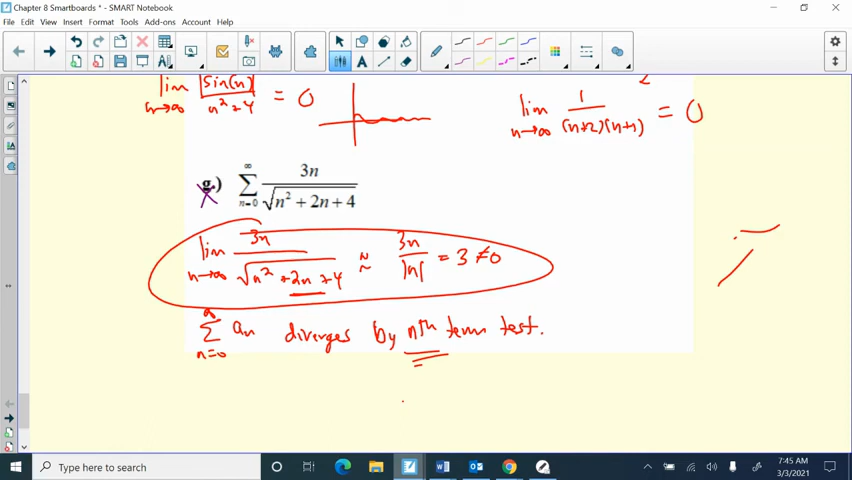 Chapter 8 Smartboards * - SMART Notebook
File Edit View Insert Format Tools Add-ons Account Help
lim n→∞ |sin(n)| / n²+4 = 0
lim n→∞ 1 / (n+2)(n+1) = 0
g.) ∑ n=0 ∞ 3n / √(n² + 2n + 4)
lim n→∞ 3n / √(n² + 2n + 4) ≈ 3n / |n| = 3 ≠ 0
∑ n=0 ∞ aₙ diverges by nth term test.
Type here to search
7:45 AM
3/3/2021